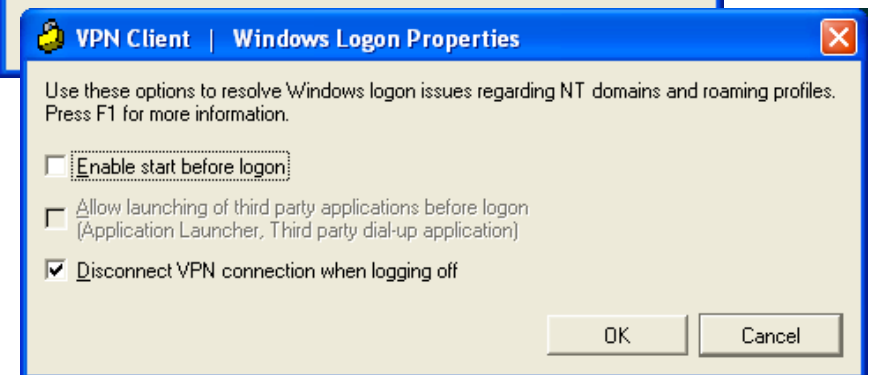 VPN Client | Windows Logon Properties
Use these options to resolve Windows logon issues regarding NT domains and roaming profiles.
Press F1 for more information.
Enable start before logon
Allow launching of third party applications before logon
(Application Launcher, Third party dial-up application)
Disconnect VPN connection when logging off
OK Cancel